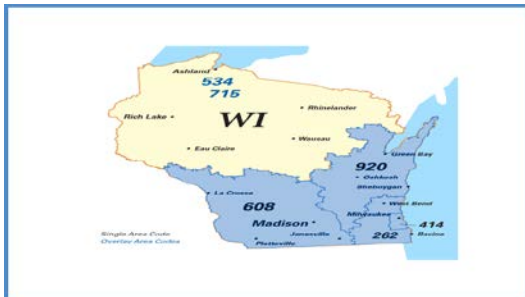 Ashland
534
715
Rhinelander
Rich Lake
WI
Wausau
Eau Claire
920
Green Bay
Oshkosh
Sheboygan
La Crosse
608
West Bend
Milwaukee
Madison
414
Single Area Code
Janesville
262
Racine
Overlay Area Codes
Platteville